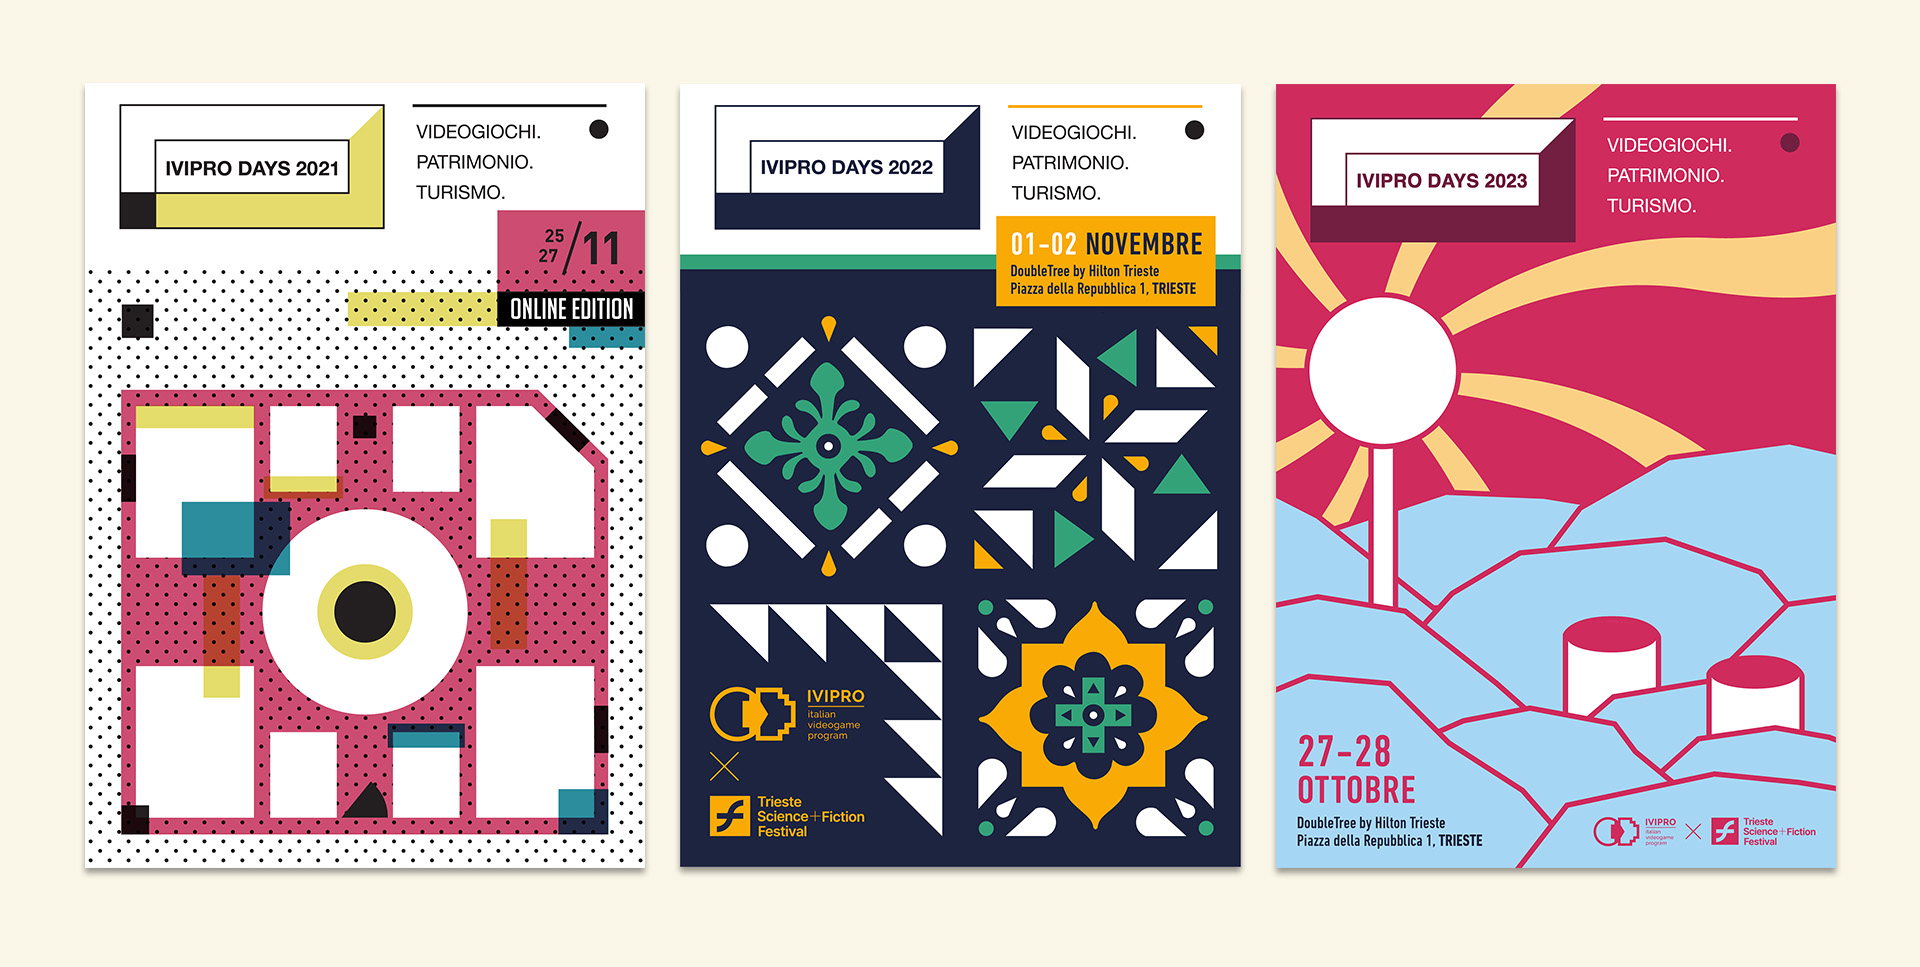 IVIPRO DAYS 2021
VIDEOGIOCHI.
PATRIMONIO.
TURISMO.
25
27
/11
ONLINE EDITION
IVIPRO DAYS 2022
VIDEOGIOCHI.
PATRIMONIO.
TURISMO.
01-02 NOVEMBRE
DoubleTree by Hilton Trieste
Piazza della Repubblica 1, TRIESTE
IVIPRO
italian
videogame
program
Trieste
Science+Fiction
Festival
IVIPRO DAYS 2023
VIDEOGIOCHI.
PATRIMONIO.
TURISMO.
27-28
OTTOBRE
DoubleTree by Hilton Trieste
Piazza della Repubblica 1, TRIESTE
IVIPRO
italian
videogame
program
Trieste
Science+Fiction
Festival